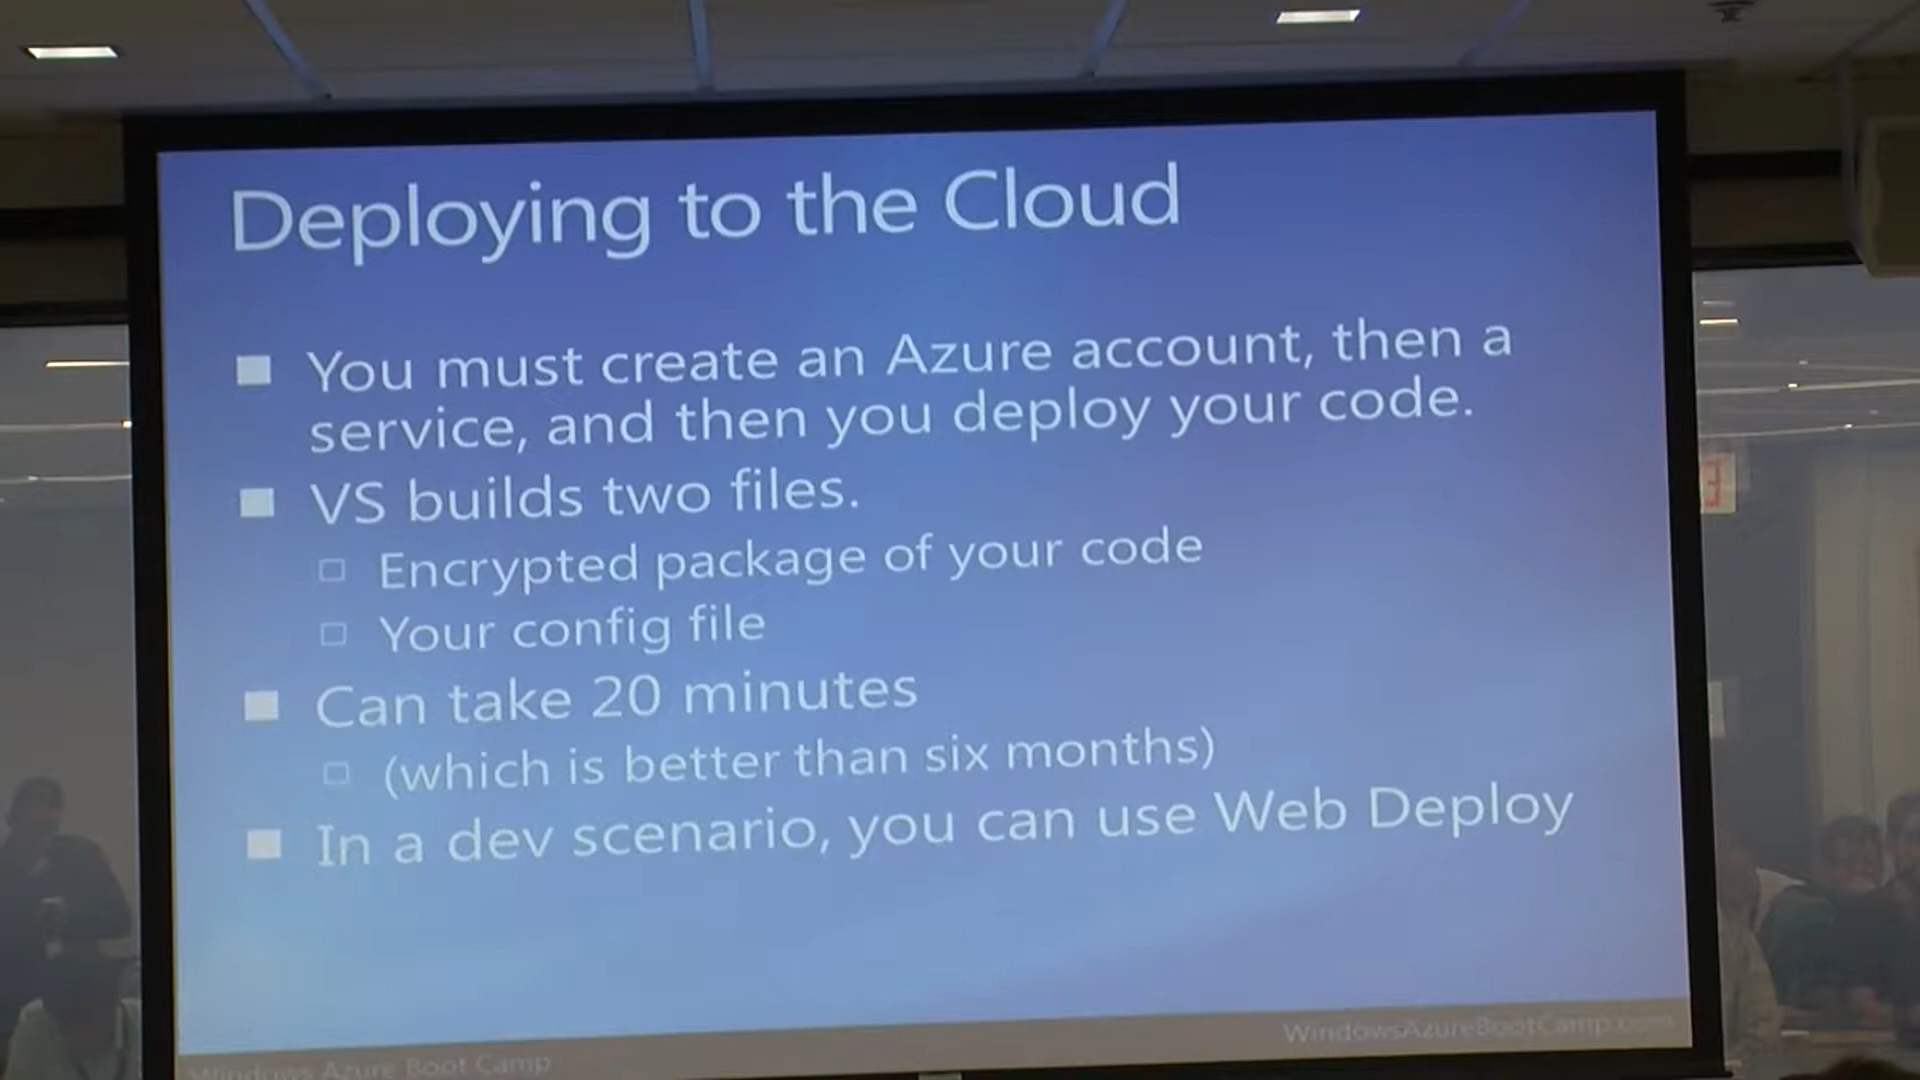 Deploying to the Cloud
You must create an Azure account, then a
service, and then you deploy your code.
VS builds two files.
Encrypted package of your code
Your config file
Can take 20 minutes
(which is better than six months)
In a dev scenario, you can use Web Deploy
WindowsAzureBootCamp.com
Windows Azure Boot Camp